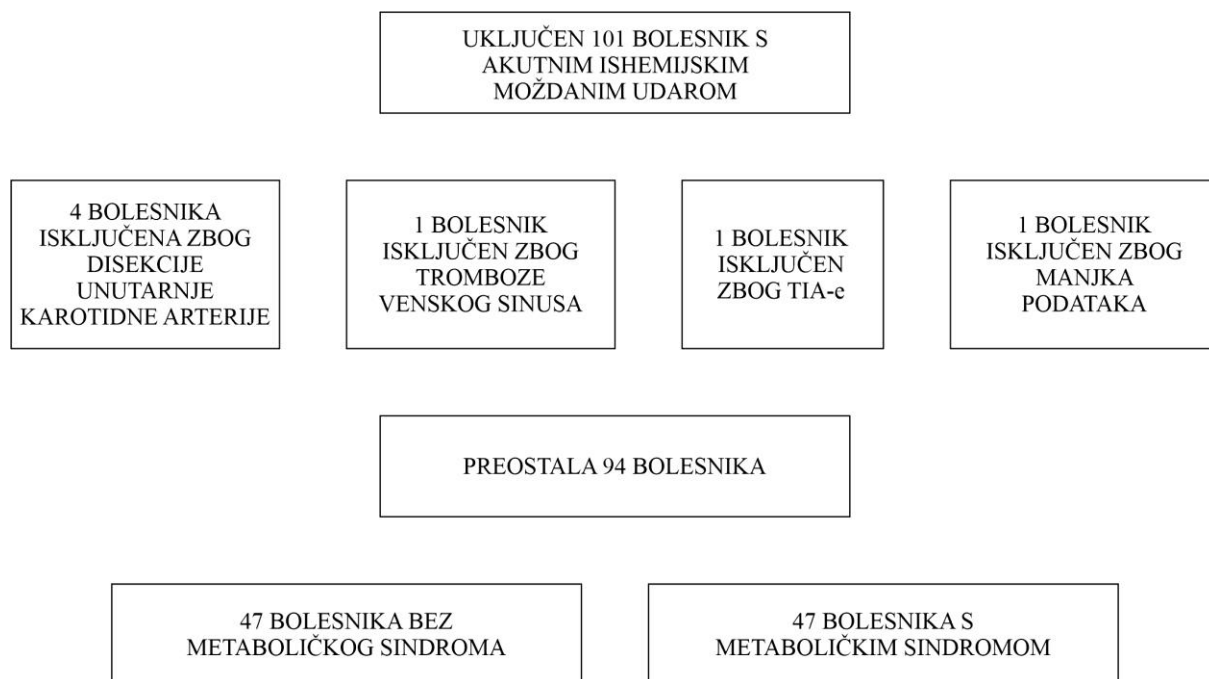 UKLJUČEN 101 BOLESNIK S
AKUTNIM ISHEMIJSKIM
MOŽDANIM UDAROM
4 BOLESNIKA
ISKLJUČENA ZBOG
DISEKCIJE
UNUTARNJE
KAROTIDNE ARTERIJE
1 BOLESNIK
ISKLJUČEN ZBOG
TROMBOZE
VENSKOG SINUSA
1 BOLESNIK
ISKLJUČEN
ZBOG TIA-e
1 BOLESNIK
ISKLJUČEN ZBOG
MANJKA
PODATAKA
PREOSTALA 94 BOLESNIKA
47 BOLESNIKA BEZ
METABOLIČKOG SINDROMA
47 BOLESNIKA S
METABOLIČKIM SINDROMOM